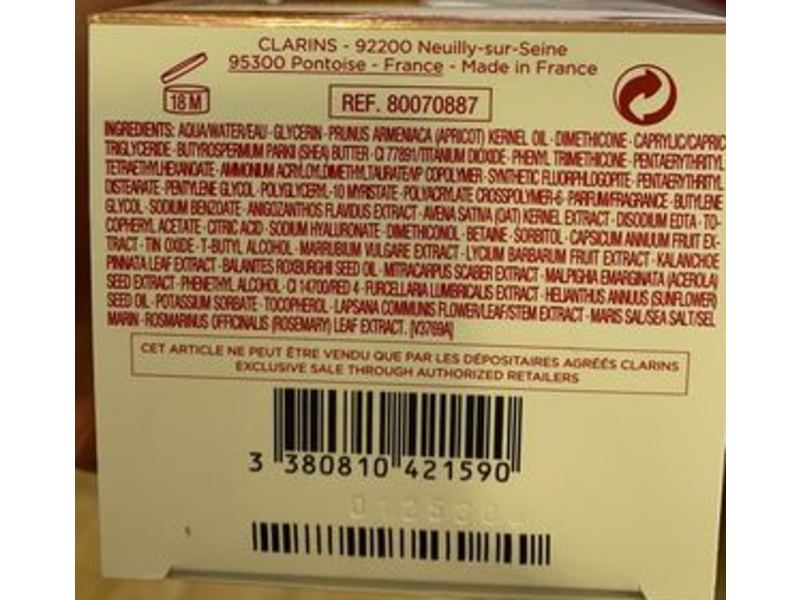 CLARINS - 92200 Neuilly-sur-Seine
95300 Pontoise - France - Made in France
18 M
REF. 80070887
INGREDIENTS: AQUA/WATER/EAU · GLYCERIN · PRUNUS ARMENIACA (APRICOT) KERNEL OIL · DIMETHICONE · CAPRYLIC/CAPRIC
TRIGLYCERIDE · BUTYROSPERMUM PARKII (SHEA) BUTTER · CI 77891/TITANIUM DIOXIDE · PHENYL TRIMETHICONE · PENTAERYTHRITYL
TETRAETHYLHEXANOATE · AMMONIUM ACRYLOYLDIMETHYLTAURATE/VP COPOLYMER · SYNTHETIC FLUORPHLOGOPITE · PENTAERYTHRITYL
DISTEARATE · PENTYLENE GLYCOL · POLYGLYCERYL-10 MYRISTATE · POLYACRYLATE CROSSPOLYMER-6 · PARFUM/FRAGRANCE · BUTYLENE
GLYCOL · SODIUM BENZOATE · ANIGOZANTHOS FLAVIDUS EXTRACT · AVENA SATIVA (OAT) KERNEL EXTRACT · DISODIUM EDTA · TO-
COPHERYL ACETATE · CITRIC ACID · SODIUM HYALURONATE · DIMETHICONOL · BETAINE · SORBITOL · CAPSICUM ANNUUM FRUIT EX-
TRACT · TIN OXIDE · T-BUTYL ALCOHOL · MARRUBIUM VULGARE EXTRACT · LYCIUM BARBARUM FRUIT EXTRACT · KALANCHOE
PINNATA LEAF EXTRACT · BALANITES ROXBURGHII SEED OIL · MITRACARPUS SCABER EXTRACT · MALPIGHIA EMARGINATA (ACEROLA)
SEED EXTRACT · PHENETHYL ALCOHOL · CI 14700/RED 4 · FURCELLARIA LUMBRICALIS EXTRACT · HELIANTHUS ANNUUS (SUNFLOWER)
SEED OIL · POTASSIUM SORBATE · TOCOPHEROL · LAPSANA COMMUNIS FLOWER/LEAF/STEM EXTRACT · MARIS SAL/SEA SALT/SEL
MARIN · ROSMARINUS OFFICINALIS (ROSEMARY) LEAF EXTRACT. [V3769A]
CET ARTICLE NE PEUT ÊTRE VENDU QUE PAR LES DÉPOSITAIRES AGRÉÉS CLARINS
EXCLUSIVE SALE THROUGH AUTHORIZED RETAILERS
3 380810 421590